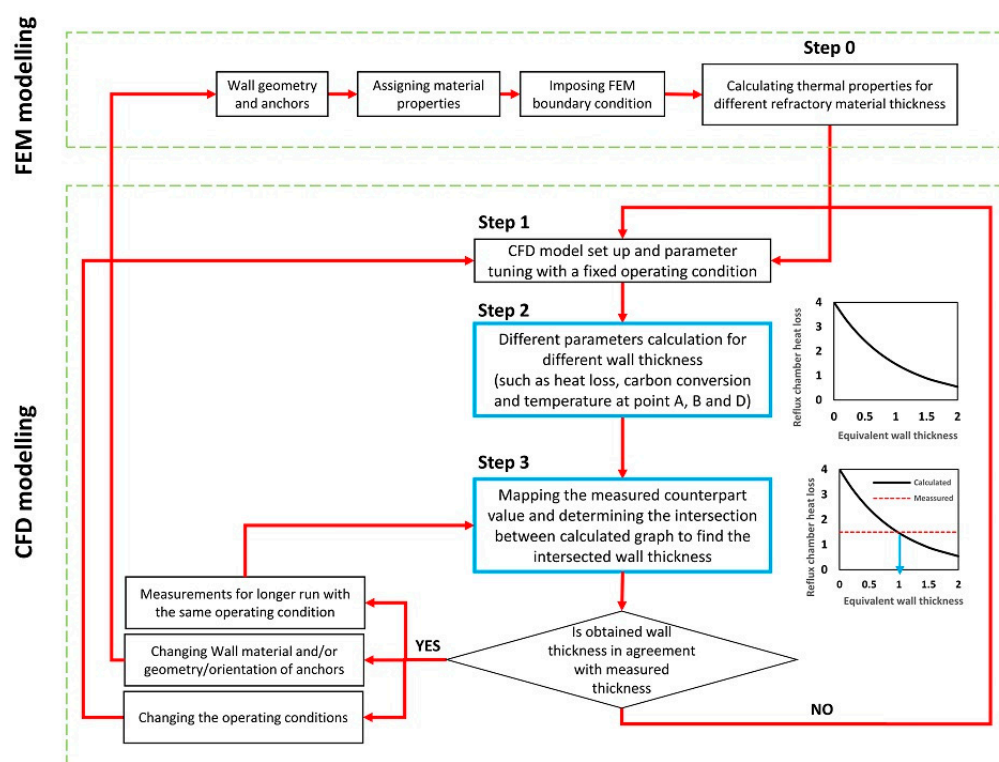 FEM modelling
Step 0
Wall geometry
and anchors
Assigning material
properties
Imposing FEM
boundary condition
Calculating thermal properties for
different refractory material thickness
CFD modelling
Step 1
CFD model set up and parameter
tuning with a fixed operating condition
Step 2
Different parameters calculation for
different wall thickness
(such as heat loss, carbon conversion
and temperature at point A, B and D)
Reflux chamber heat loss
4
3
2
1
0
0 0.5 1 1.5 2
Equivalent wall thickness
Step 3
Mapping the measured counterpart
value and determining the intersection
between calculated graph to find the
intersected wall thickness
Reflux chamber heat loss
4
3
2
1
0
Calculated
Meassured
0 0.5 1 1.5 2
Equivalent wall thickness
Measurements for longer run with
the same operating condition
Changing Wall material and/or
geometry/orientation of anchors
Changing the operating conditions
YES
Is obtained wall
thickness in agreement
with measured
thickness
NO